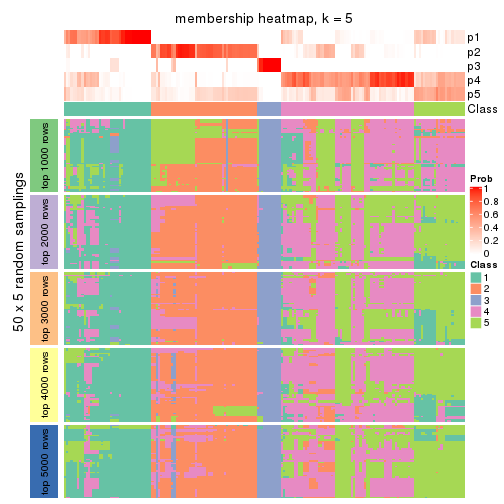 membership heatmap, k = 5
p1
p2
p3
p4
p5
Class
50 x 5 random samplings
top 1000 rows
top 2000 rows
top 3000 rows
top 4000 rows
top 5000 rows
Prob
1
0.8
0.6
0.4
0.2
0
Class
1
2
3
4
5